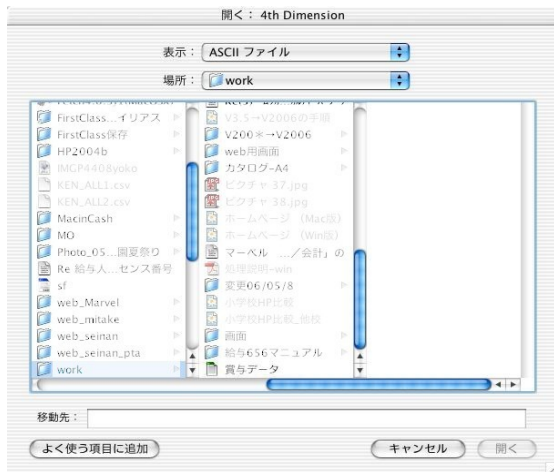 開く： 4th Dimension
表示： ASCII ファイル
場所： work
FirstClass...イリアス
FirstClass保存
HP2004b
IMGP4408yoko
KEN_ALL1.csv
KEN_ALL2.csv
MacinCash
MO
Photo_05...園夏祭り
Re 給与人...センス番号
sf
web_Marvel
web_mitake
web_seinan
web_seinan_pta
work
V3.5→V2006の手順
V200＊→V2006
web用画面
カタログ-A4
ピクチャ 37.jpg
ピクチャ 38.jpg
ホームページ （Mac版）
ホームページ （Win版）
マーベル .../会計」の
処理説明-win
変更06/05/8
小学校HP比較
小学校HP比較_他校
画面
給与656マニュアル
賞与データ
移動先：
よく使う項目に追加
キャンセル
開く